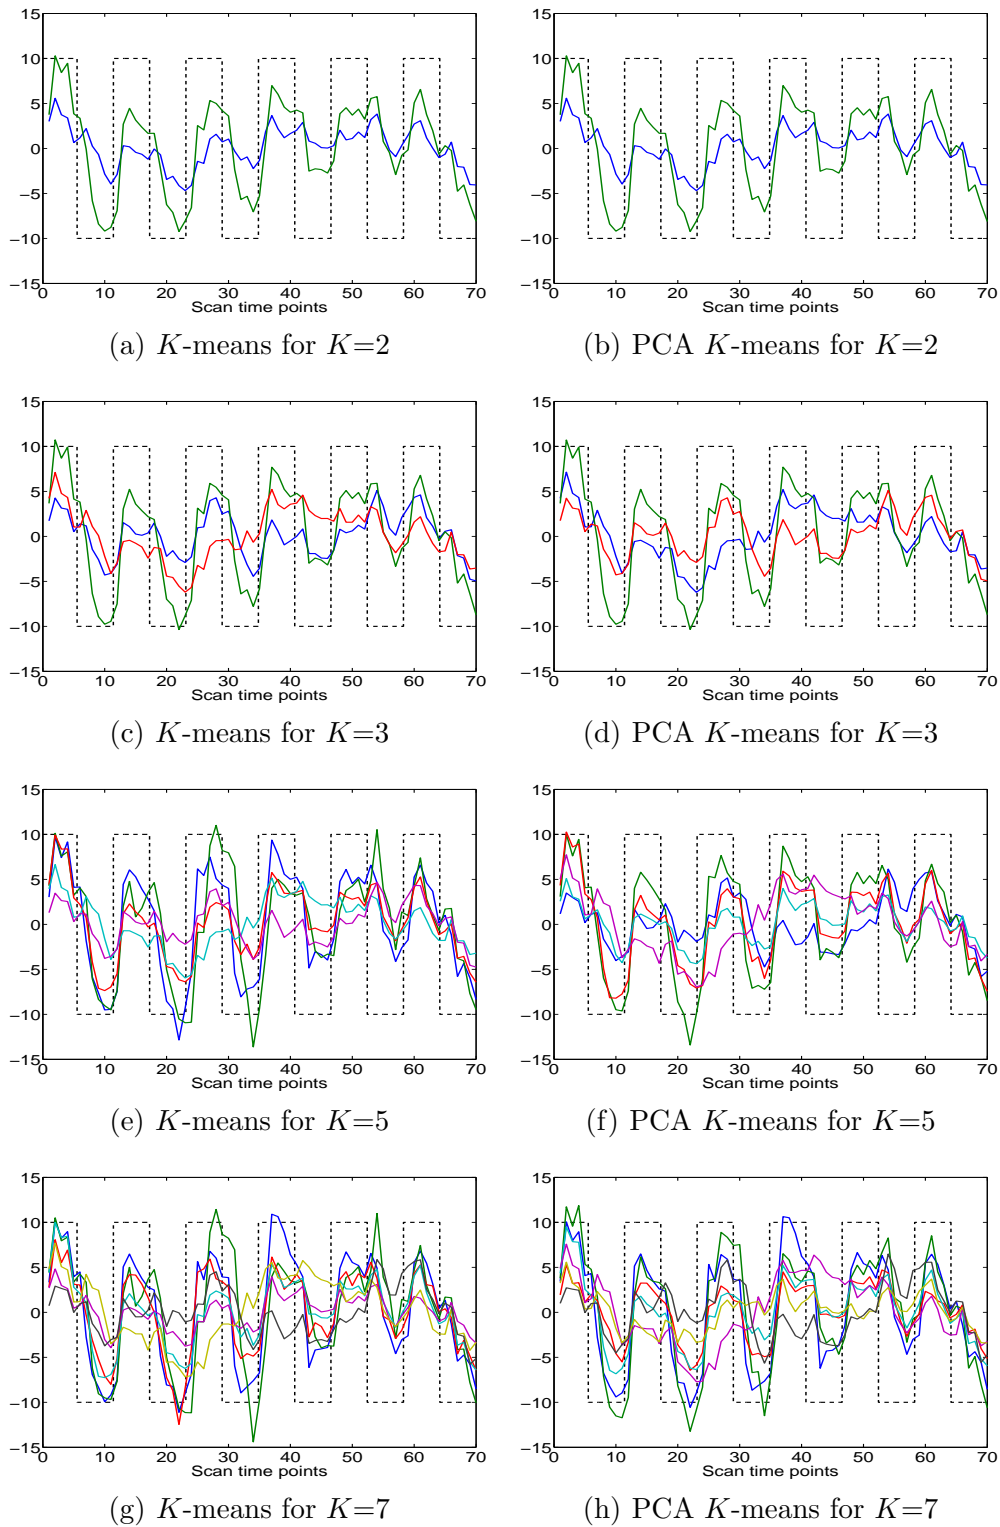 15
10
5
0
−5
−10
−15
0 10 20 30 40 50 60 70
Scan time points
(a) K-means for K=2
15
10
5
0
−5
−10
−15
0 10 20 30 40 50 60 70
Scan time points
(b) PCA K-means for K=2
15
10
5
0
−5
−10
−15
0 10 20 30 40 50 60 70
Scan time points
(c) K-means for K=3
15
10
5
0
−5
−10
−15
0 10 20 30 40 50 60 70
Scan time points
(d) PCA K-means for K=3
15
10
5
0
−5
−10
−15
0 10 20 30 40 50 60 70
Scan time points
(e) K-means for K=5
15
10
5
0
−5
−10
−15
0 10 20 30 40 50 60 70
Scan time points
(f) PCA K-means for K=5
15
10
5
0
−5
−10
−15
0 10 20 30 40 50 60 70
Scan time points
(g) K-means for K=7
15
10
5
0
−5
−10
−15
0 10 20 30 40 50 60 70
Scan time points
(h) PCA K-means for K=7